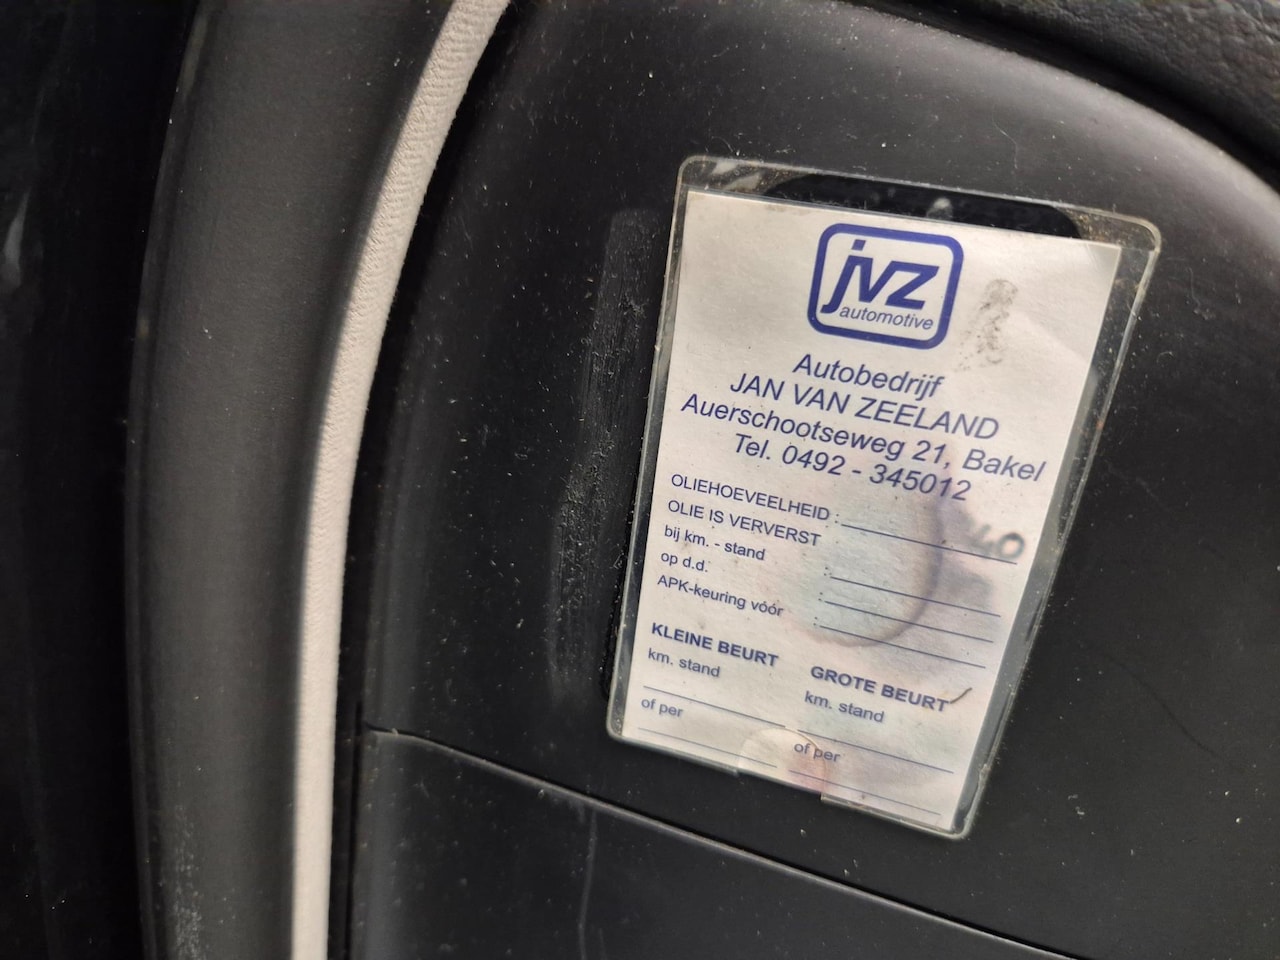 jvz
automotive
Autobedrijf
JAN VAN ZEELAND
Auerschootseweg 21, Bakel
Tel. 0492 - 345012
OLIEHOEVEELHEID :
OLIE IS VERVERST
bij km. - stand :
op d.d. :
APK-keuring vóór :
KLEINE BEURT
km. stand
of per
GROTE BEURT
km. stand
of per